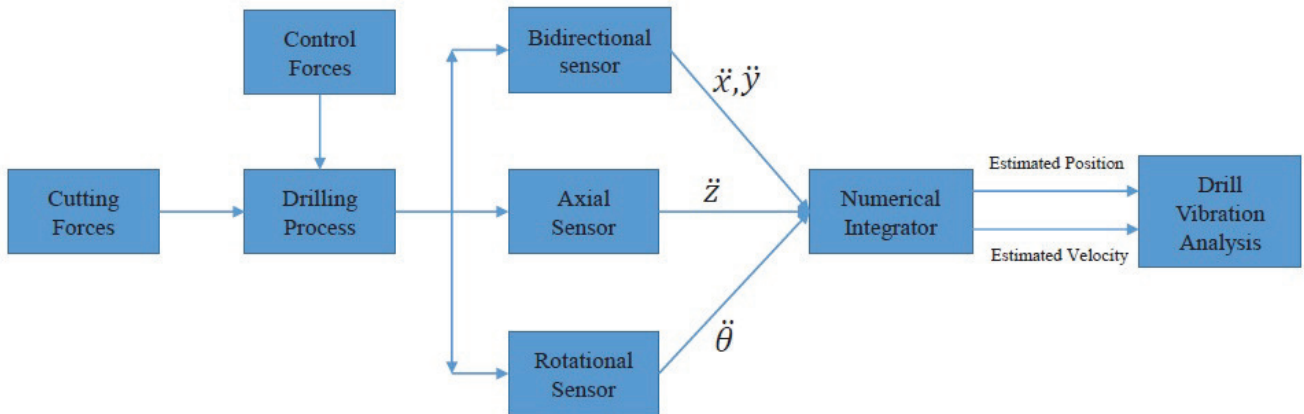 Control
Forces
Bidirectional
sensor
ẍ,ÿ
Cutting
Forces
Drilling
Process
Axial
Sensor
z̈
Numerical
Integrator
Estimated Position
Estimated Velocity
Drill
Vibration
Analysis
Rotational
Sensor
θ̈